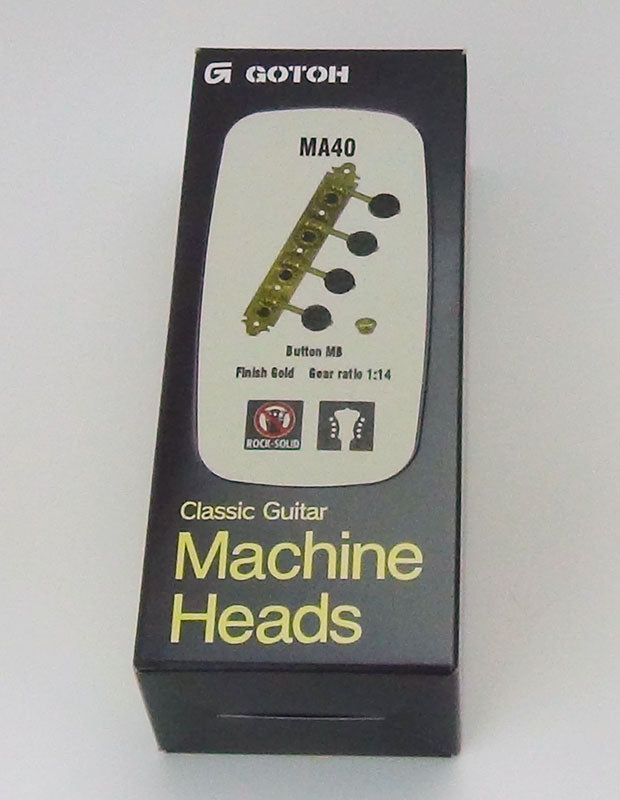 GOTOH
MA40
Button MB
Finish Gold Gear ratio 1:14
ROCK-SOLID
Classic Guitar
Machine
Heads